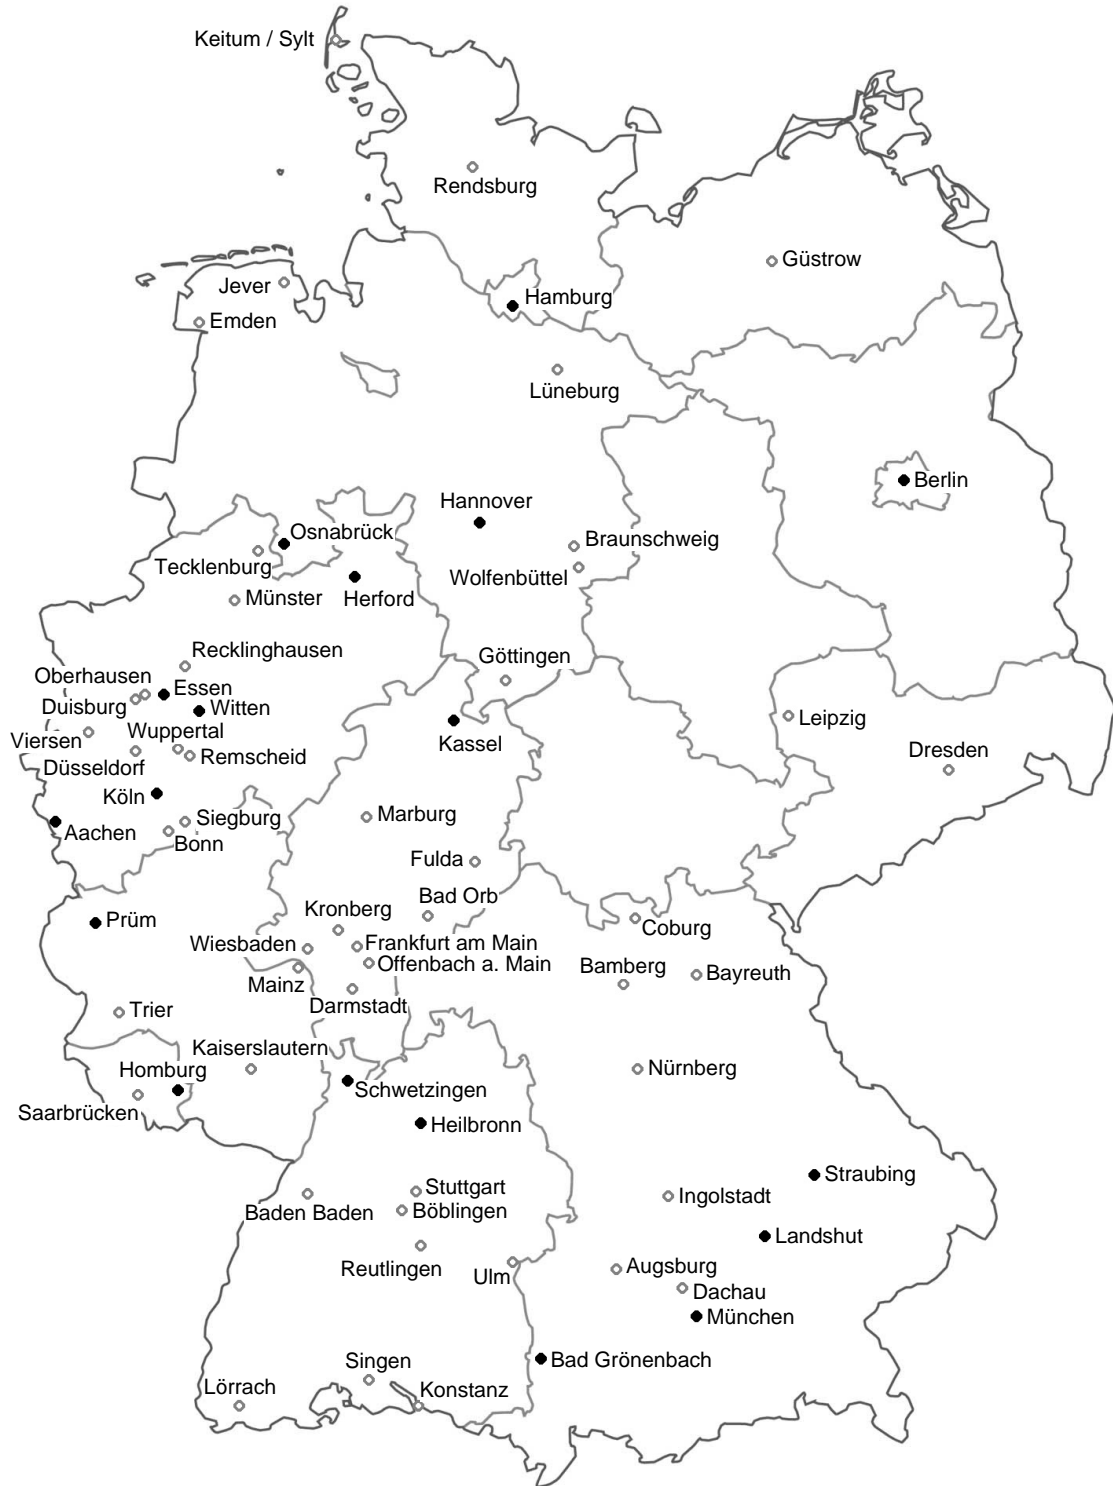 Keitum / Sylt
Rendsburg
Güstrow
Jever
Hamburg
Emden
Lüneburg
Berlin
Hannover
Osnabrück
Braunschweig
Tecklenburg
Wolfenbüttel
Münster
Herford
Recklinghausen
Göttingen
Oberhausen
Essen
Duisburg
Witten
Leipzig
Viersen
Wuppertal
Kassel
Remscheid
Dresden
Düsseldorf
Köln
Siegburg
Marburg
Aachen
Bonn
Fulda
Bad Orb
Kronberg
Prüm
Coburg
Wiesbaden
Frankfurt am Main
Offenbach a. Main
Bamberg
Bayreuth
Mainz
Darmstadt
Trier
Kaiserslautern
Homburg
Nürnberg
Schwetzingen
Saarbrücken
Heilbronn
Straubing
Stuttgart
Ingolstadt
Baden Baden
Böblingen
Landshut
Reutlingen
Augsburg
Ulm
Dachau
München
Singen
Bad Grönenbach
Lörrach
Konstanz